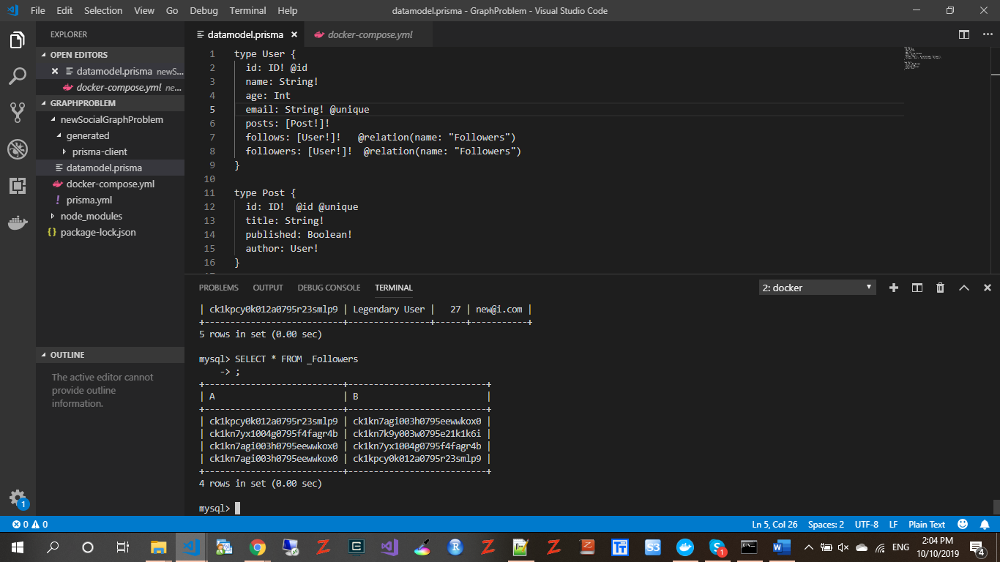 File Edit Selection View Go Debug Terminal Help
datamodel.prisma - GraphProblem - Visual Studio Code
EXPLORER
OPEN EDITORS
datamodel.prisma newS...
docker-compose.yml ne...
GRAPHPROBLEM
newSocialGraphProblem
generated
prisma-client
datamodel.prisma
docker-compose.yml
! prisma.yml
node_modules
{} package-lock.json
OUTLINE
The active editor cannot
provide outline
information.
1
datamodel.prisma
docker-compose.yml
1 type User {
2 id: ID! @id
3 name: String!
4 age: Int
5 email: String! @unique
6 posts: [Post!]!
7 follows: [User!]! @relation(name: "Followers")
8 followers: [User!]! @relation(name: "Followers")
9 }
10
11 type Post {
12 id: ID! @id @unique
13 title: String!
14 published: Boolean!
15 author: User!
16 }
PROBLEMS OUTPUT DEBUG CONSOLE TERMINAL
2: docker
| ck1kpcy0k012a0795r23smlp9 | Legendary User | 27 | new@i.com |
+---------------------------+----------------+------+-----------+
5 rows in set (0.00 sec)
mysql> SELECT * FROM _Followers
-> ;
+---------------------------+---------------------------+
| A | B |
+---------------------------+---------------------------+
| ck1kpcy0k012a0795r23smlp9 | ck1kn7agi003h0795eewwkox0 |
| ck1kn7yx1004g0795f4fagr4b | ck1kn7k9y003w0795e21k1k6i |
| ck1kn7agi003h0795eewwkox0 | ck1kn7yx1004g0795f4fagr4b |
| ck1kn7agi003h0795eewwkox0 | ck1kpcy0k012a0795r23smlp9 |
+---------------------------+---------------------------+
4 rows in set (0.00 sec)
mysql>
0 0
Ln 5, Col 26 Spaces: 2 UTF-8 LF Plain Text
ENG
2:04 PM
10/10/2019
4